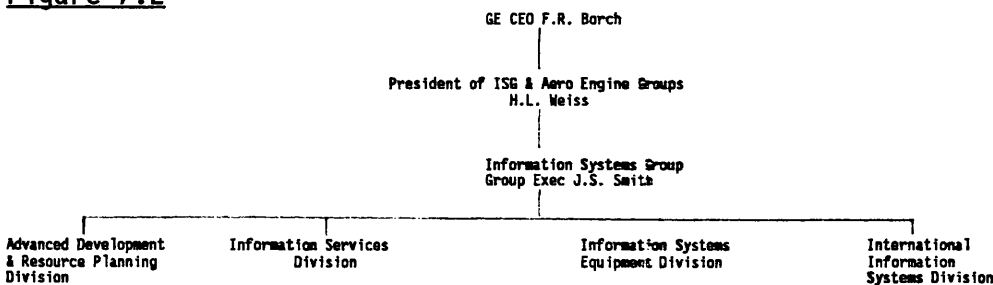 Figure 7.2
GE CEO F.R. Borch
President of ISG & Aero Engine Groups
H.L. Weiss
Information Systems Group
Group Exec J.S. Smith
Advanced Development
& Resource Planning
Division
Information Services
Division
Information Systems
Equipment Division
International
Information
Systems Division